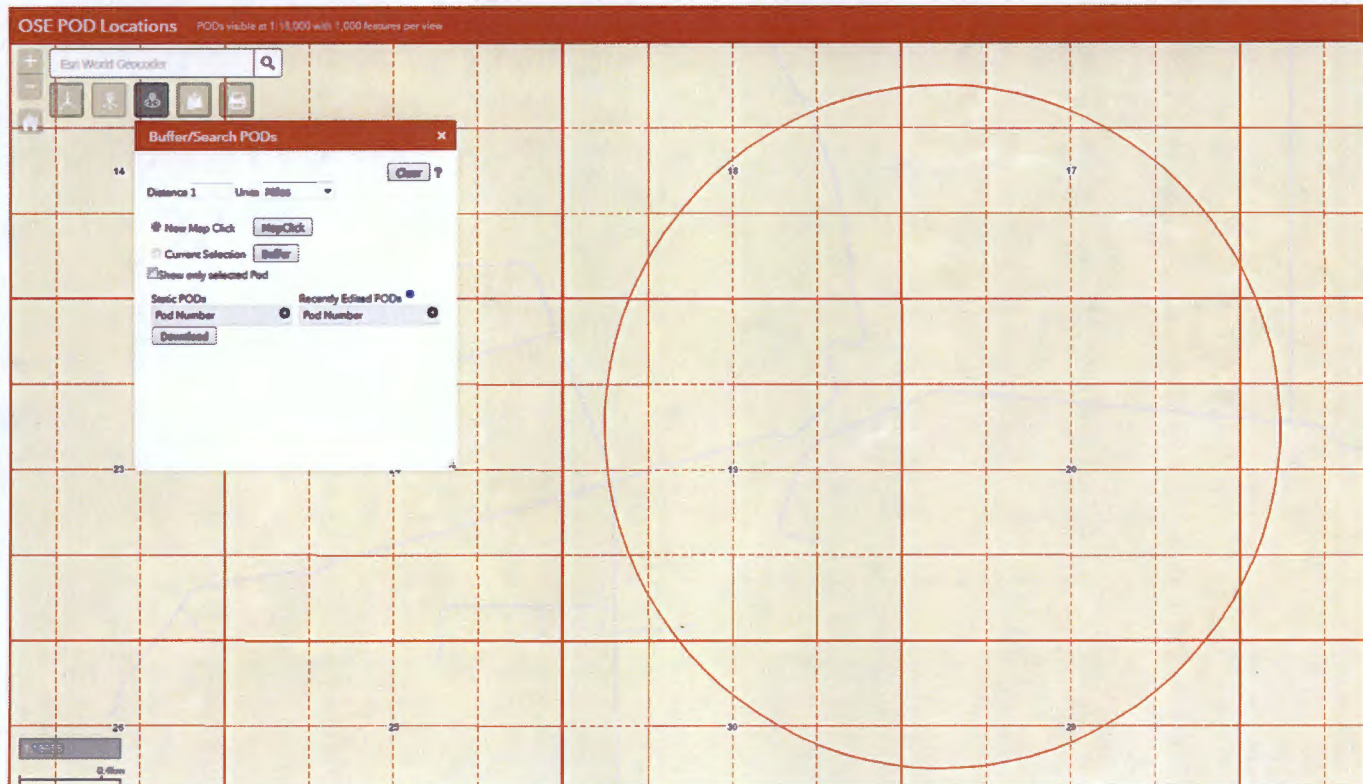 OSE POD Locations PODs visible at 1:18,000 with 1,000 features per view
Esri World Geocoder
Buffer/Search PODs ×
Clear ?
Distance 1 Units Miles
New Map Click MapClick
Current Selection Buffer
Show only selected Pod
Static PODs Recently Edited PODs
Pod Number Pod Number
Download
14 18 17
23 19 20
26 25 30 29
0.4km